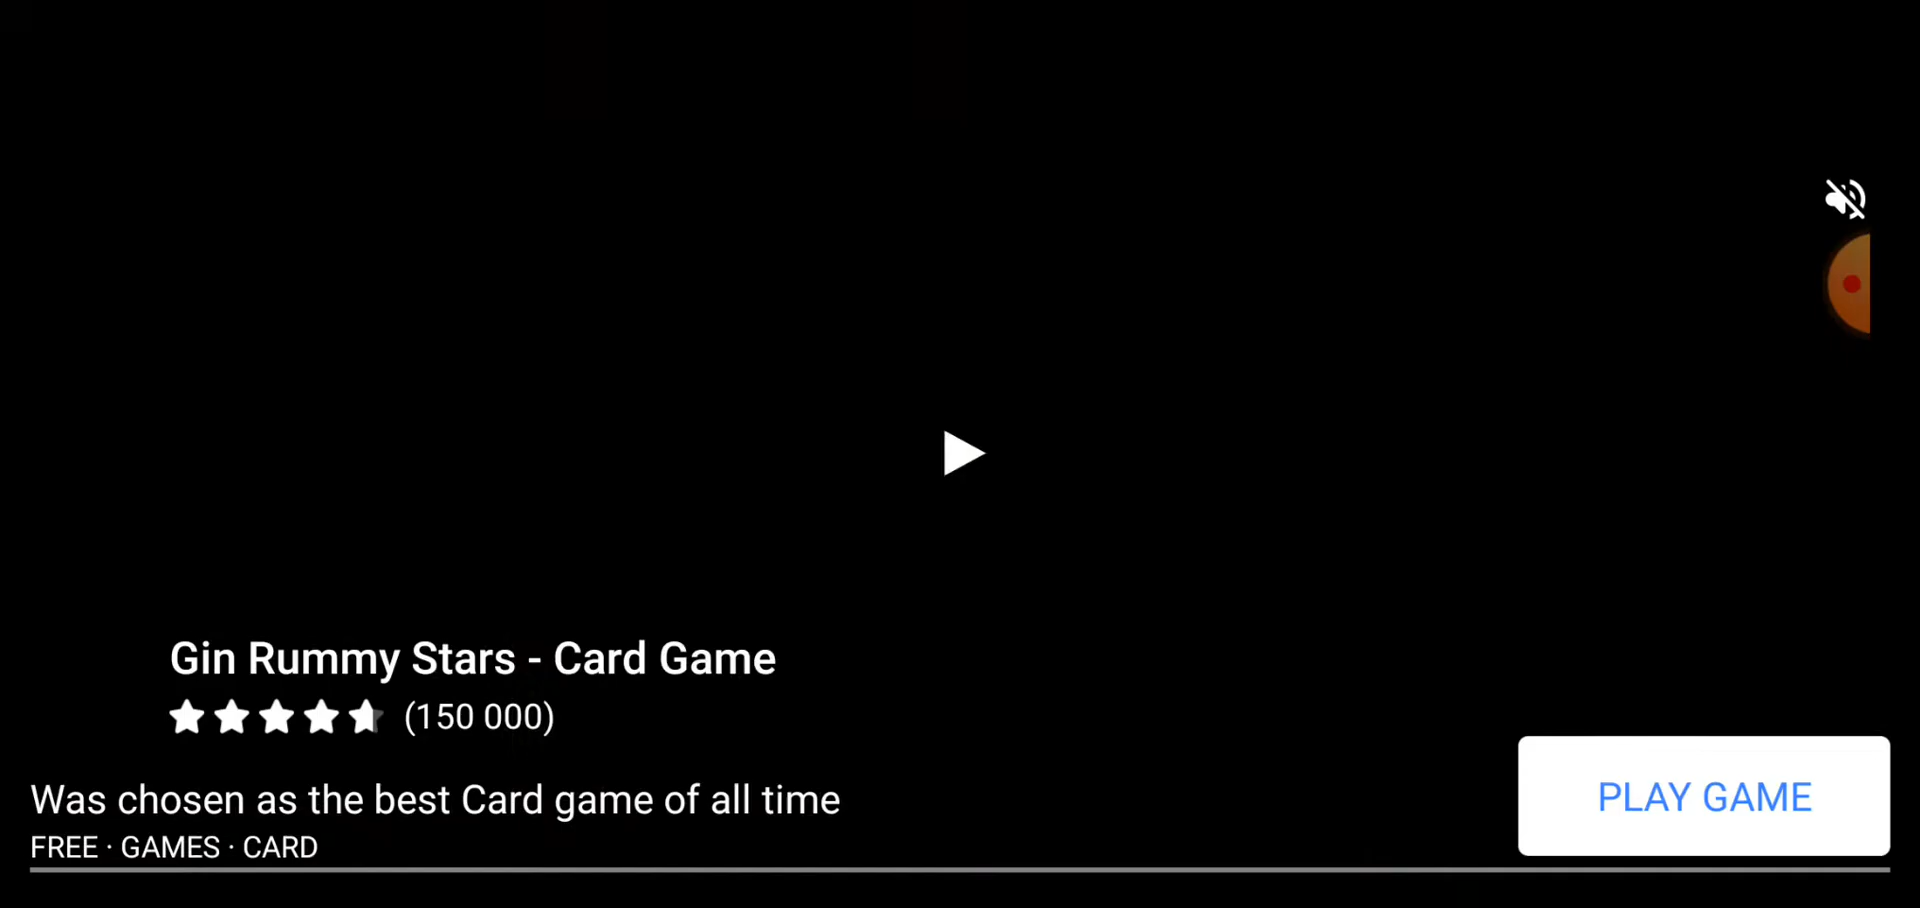 Gin Rummy Stars - Card Game
(150 000)
Was chosen as the best Card game of all time
FREE · GAMES · CARD
PLAY GAME